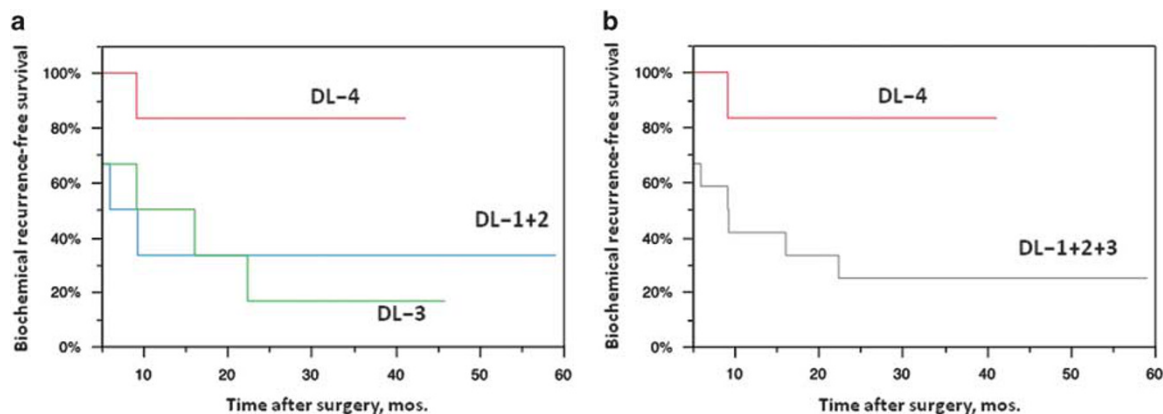 a
Biochemical recurrence-free survival
100%
80%
60%
40%
20%
0%
DL–4
DL–1+2
DL–3
10 20 30 40 50 60
Time after surgery, mos.
b
Biochemical recurrence-free survival
100%
80%
60%
40%
20%
0%
DL–4
DL–1+2+3
10 20 30 40 50 60
Time after surgery, mos.